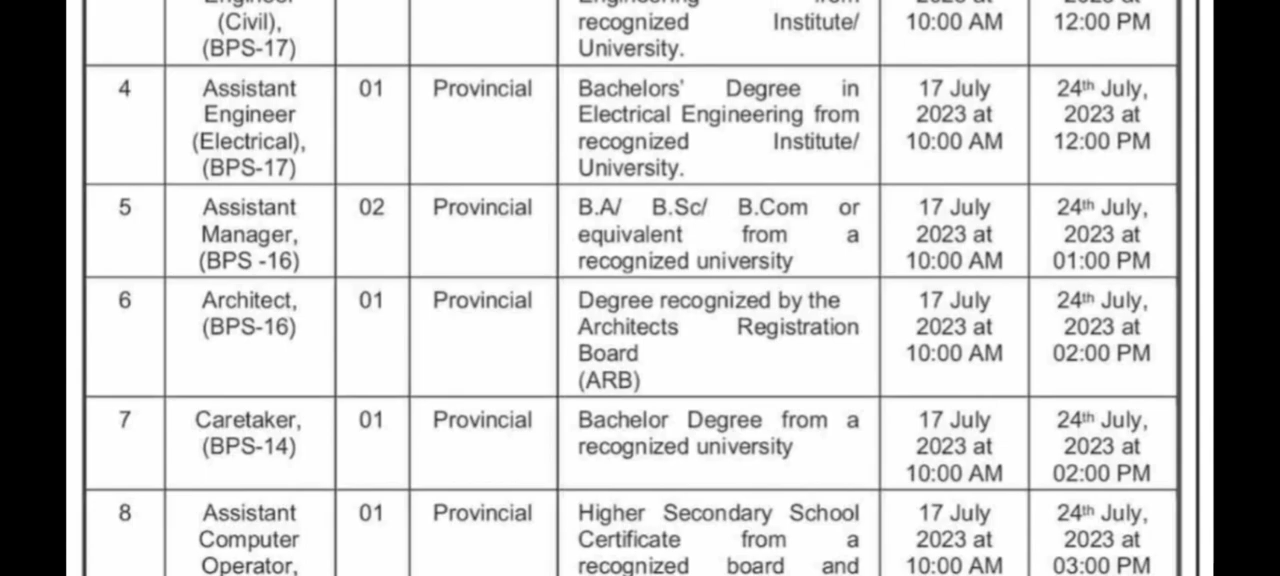 (Civil), recognized Institute/ 10:00 AM 12:00 PM
(BPS-17) University.
4 Assistant 01 Provincial Bachelors' Degree in 17 July 24th July,
Engineer Electrical Engineering from 2023 at 2023 at
(Electrical), recognized Institute/ 10:00 AM 12:00 PM
(BPS-17) University.
5 Assistant 02 Provincial B.A/ B.Sc/ B.Com or 17 July 24th July,
Manager, equivalent from a 2023 at 2023 at
(BPS -16) recognized university 10:00 AM 01:00 PM
6 Architect, 01 Provincial Degree recognized by the 17 July 24th July,
(BPS-16) Architects Registration 2023 at 2023 at
Board 10:00 AM 02:00 PM
(ARB)
7 Caretaker, 01 Provincial Bachelor Degree from a 17 July 24th July,
(BPS-14) recognized university 2023 at 2023 at
10:00 AM 02:00 PM
8 Assistant 01 Provincial Higher Secondary School 17 July 24th July,
Computer Certificate from a 2023 at 2023 at
Operator, recognized board and 10:00 AM 03:00 PM